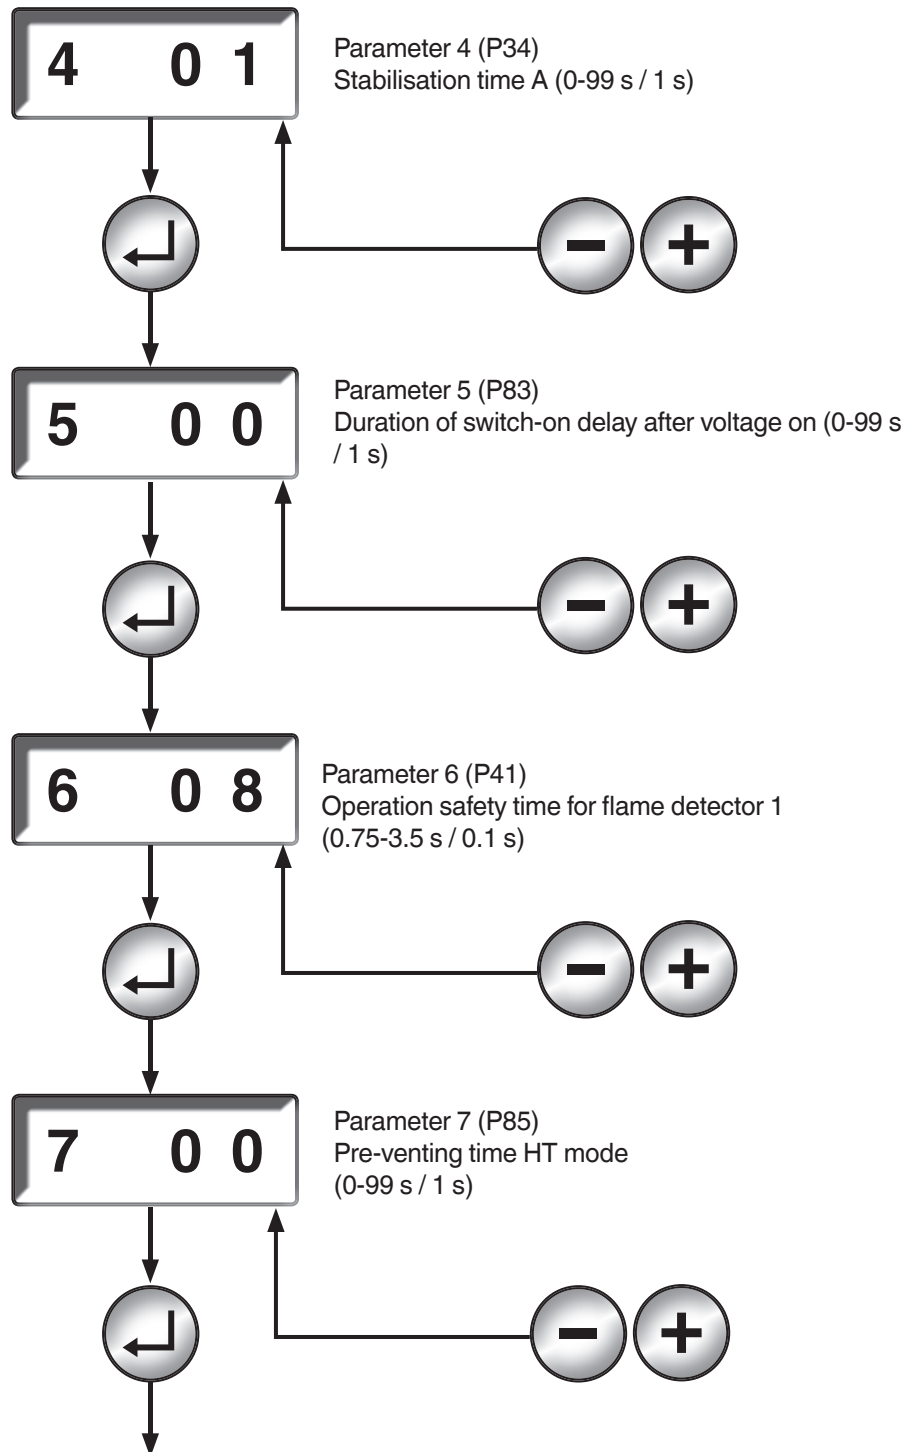 4 0 1
Parameter 4 (P34)
Stabilisation time A (0-99 s / 1 s)
− +
5 0 0
Parameter 5 (P83)
Duration of switch-on delay after voltage on (0-99 s
/ 1 s)
− +
6 0 8
Parameter 6 (P41)
Operation safety time for flame detector 1
(0.75-3.5 s / 0.1 s)
− +
7 0 0
Parameter 7 (P85)
Pre-venting time HT mode
(0-99 s / 1 s)
− +